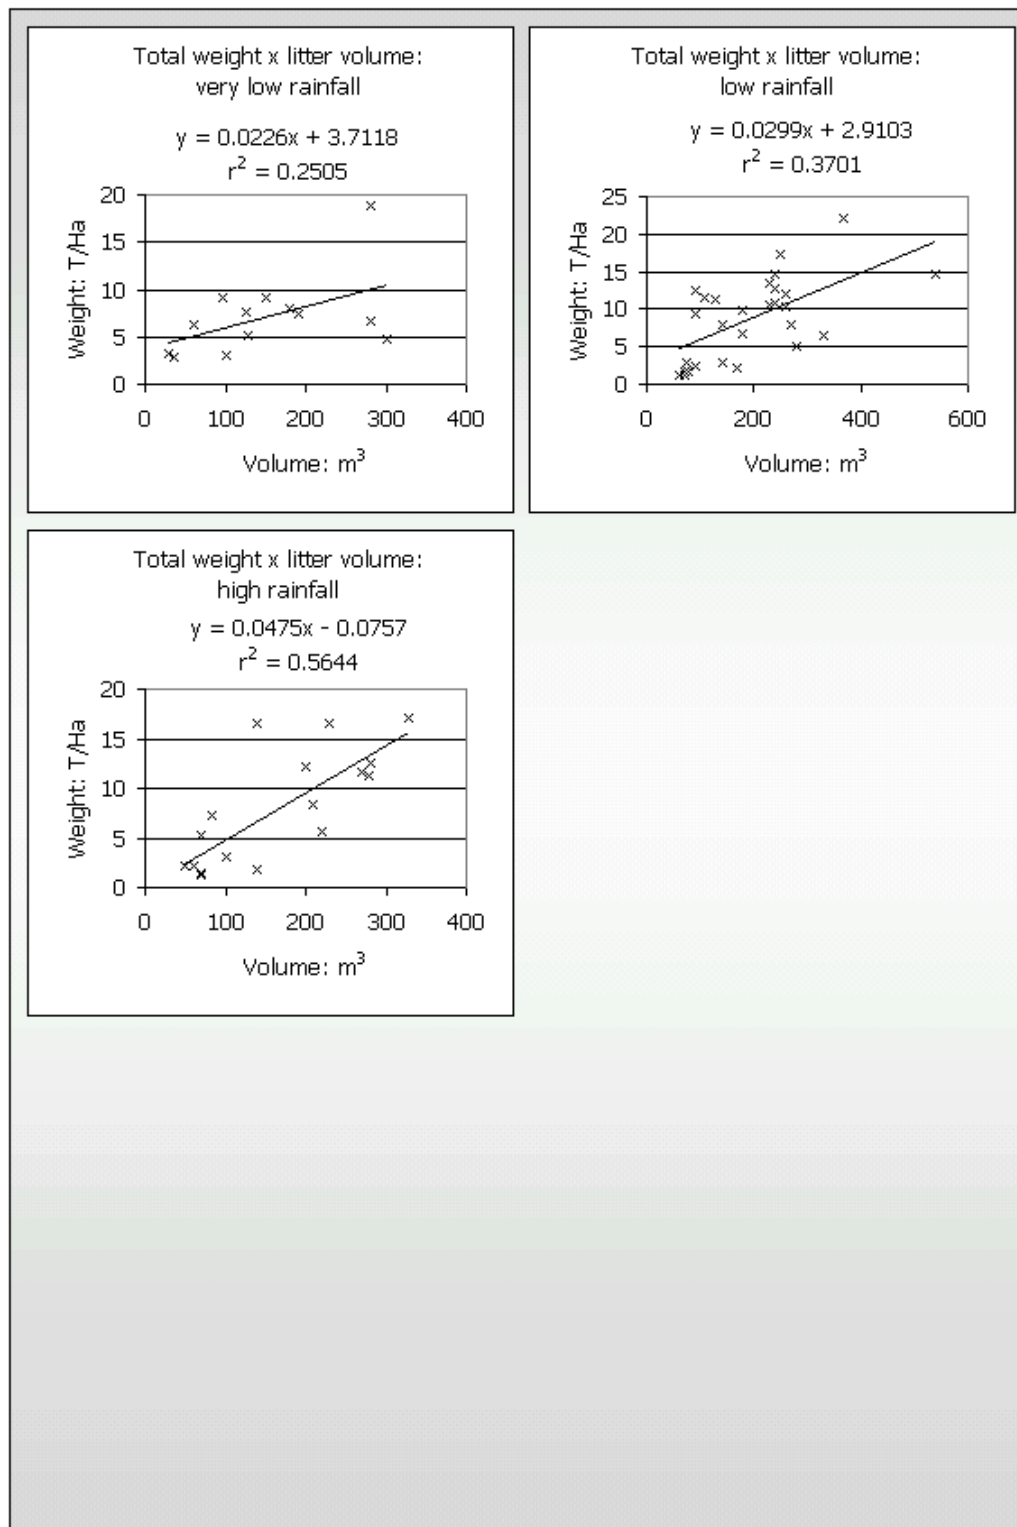 Total weight x litter volume:
very low rainfall
y = 0.0226x + 3.7118
r² = 0.2505
20
15
10
5
0
Weight: T/Ha
0 100 200 300 400
Volume: m³
Total weight x litter volume:
low rainfall
y = 0.0299x + 2.9103
r² = 0.3701
25
20
15
10
5
0
Weight: T/Ha
0 200 400 600
Volume: m³
Total weight x litter volume:
high rainfall
y = 0.0475x - 0.0757
r² = 0.5644
20
15
10
5
0
Weight: T/Ha
0 100 200 300 400
Volume: m³